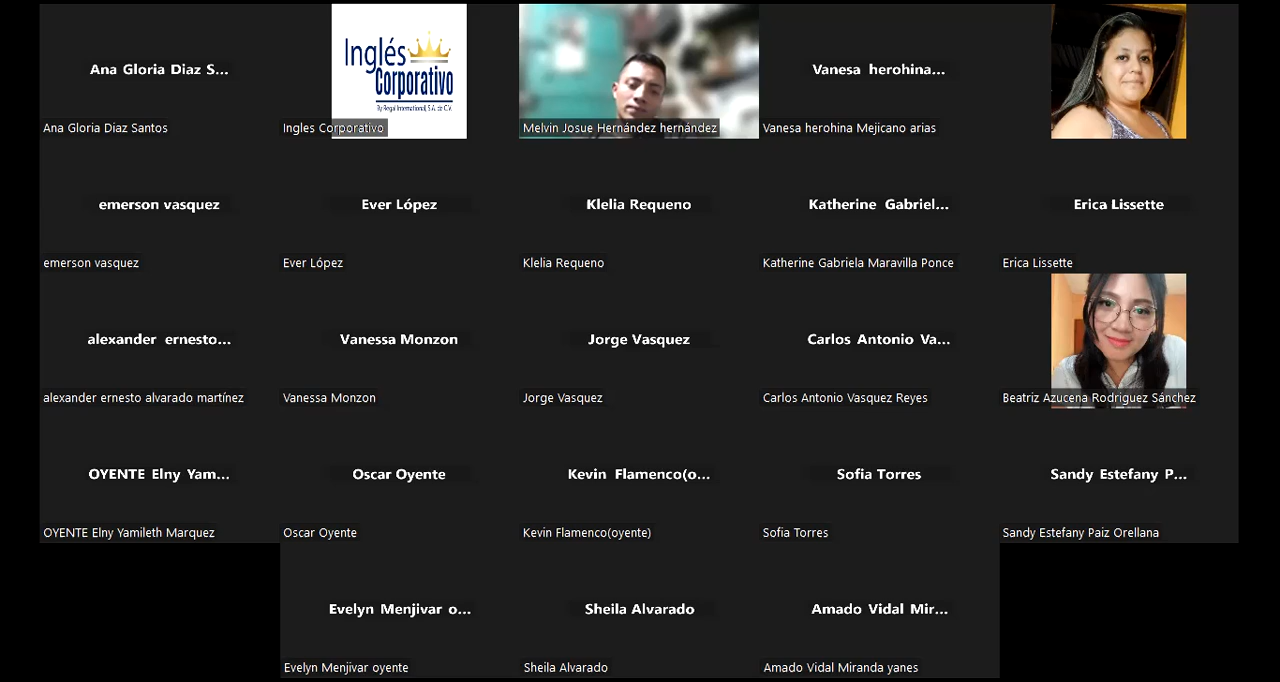 Ana Gloria Diaz S...
Ana Gloria Diaz Santos
Inglés
Corporativo
By Regal International, S.A. de C.V.
Ingles Corporativo
Melvin Josue Hernández hernández
Vanesa herohina...
Vanesa herohina Mejicano arias
emerson vasquez
emerson vasquez
Ever López
Ever López
Klelia Requeno
Klelia Requeno
Katherine Gabriel...
Katherine Gabriela Maravilla Ponce
Erica Lissette
Erica Lissette
alexander ernesto...
alexander ernesto alvarado martínez
Vanessa Monzon
Vanessa Monzon
Jorge Vasquez
Jorge Vasquez
Carlos Antonio Va...
Carlos Antonio Vasquez Reyes
Beatriz Azucena Rodriguez Sánchez
OYENTE Elny Yam...
OYENTE Elny Yamileth Marquez
Oscar Oyente
Oscar Oyente
Kevin Flamenco(o...
Kevin Flamenco(oyente)
Sofia Torres
Sofia Torres
Sandy Estefany P...
Sandy Estefany Paiz Orellana
Evelyn Menjivar o...
Evelyn Menjivar oyente
Sheila Alvarado
Sheila Alvarado
Amado Vidal Mir...
Amado Vidal Miranda yanes